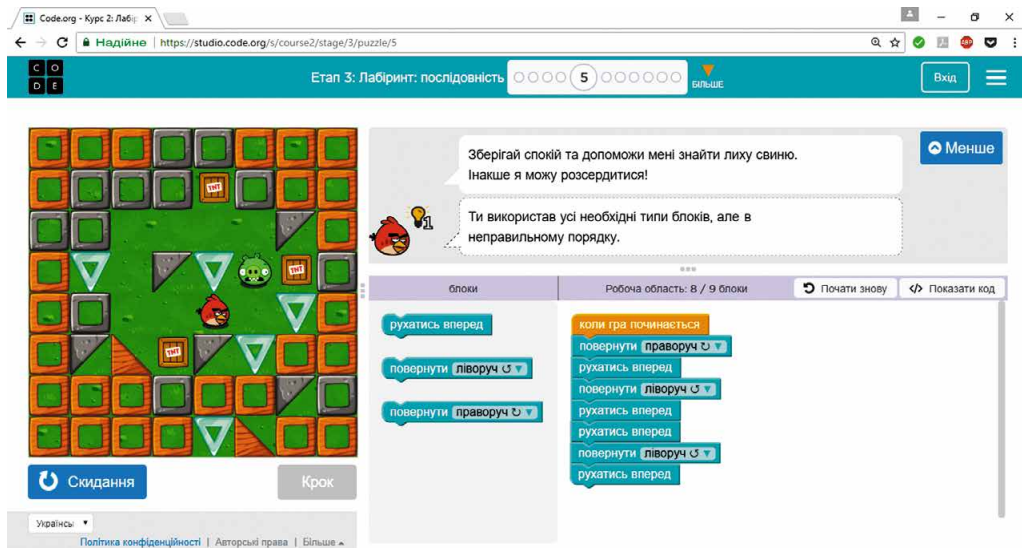 Code.org - Курс 2: Лабір
Надійне | https://studio.code.org/s/course2/stage/3/puzzle/5
C O
D E
Етап 3: Лабіринт: послідовність
5
БІЛЬШЕ
Вхід
Зберігай спокій та допоможи мені знайти лиху свиню.
Інакше я можу розсердитися!
Менше
1
Ти використав усі необхідні типи блоків, але в
неправильному порядку.
TNT
TNT
TNT
блоки
Робоча область: 8 / 9 блоки
Почати знову
Показати код
рухатись вперед
повернути ліворуч
повернути праворуч
коли гра починається
повернути праворуч
рухатись вперед
повернути ліворуч
рухатись вперед
рухатись вперед
повернути ліворуч
рухатись вперед
Скидання
Крок
Українсы
Політика конфіденційності | Авторські права | Більше